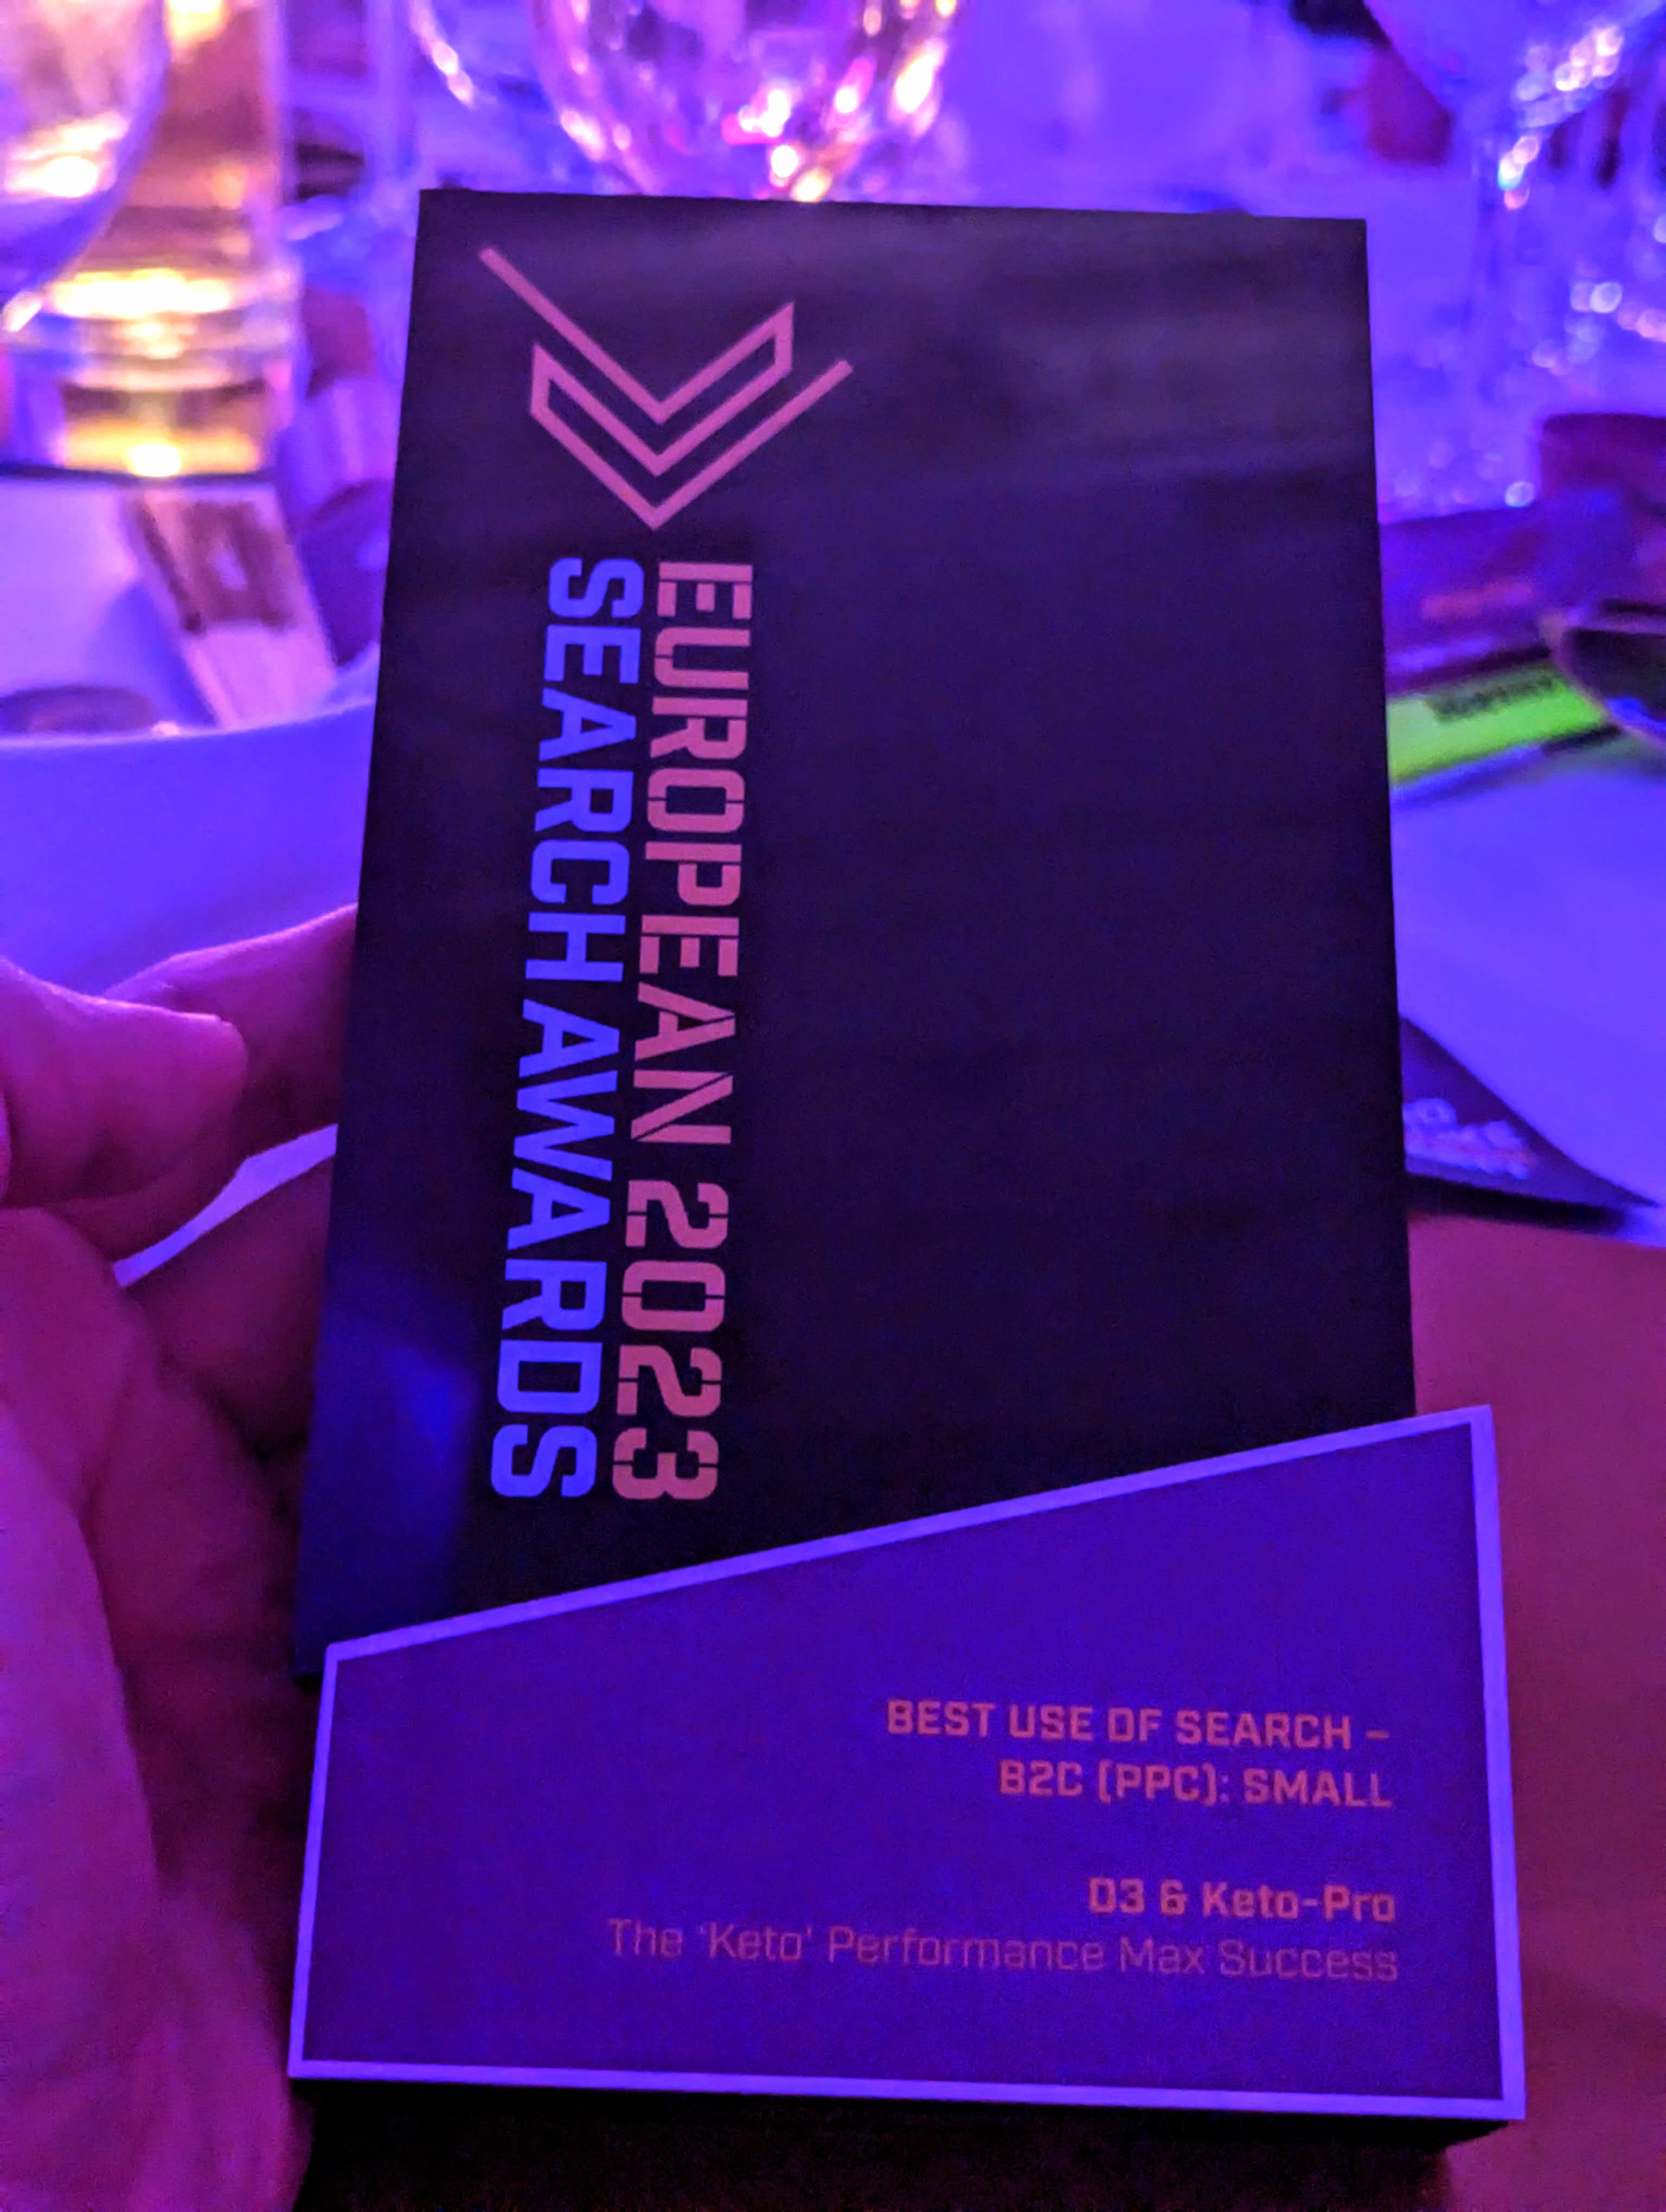 EUROPEAN 2023
SEARCH AWARDS
BEST USE OF SEARCH –
B2C (PPC): SMALL
D3 & Keto-Pro
The ‘Keto’ Performance Max Success